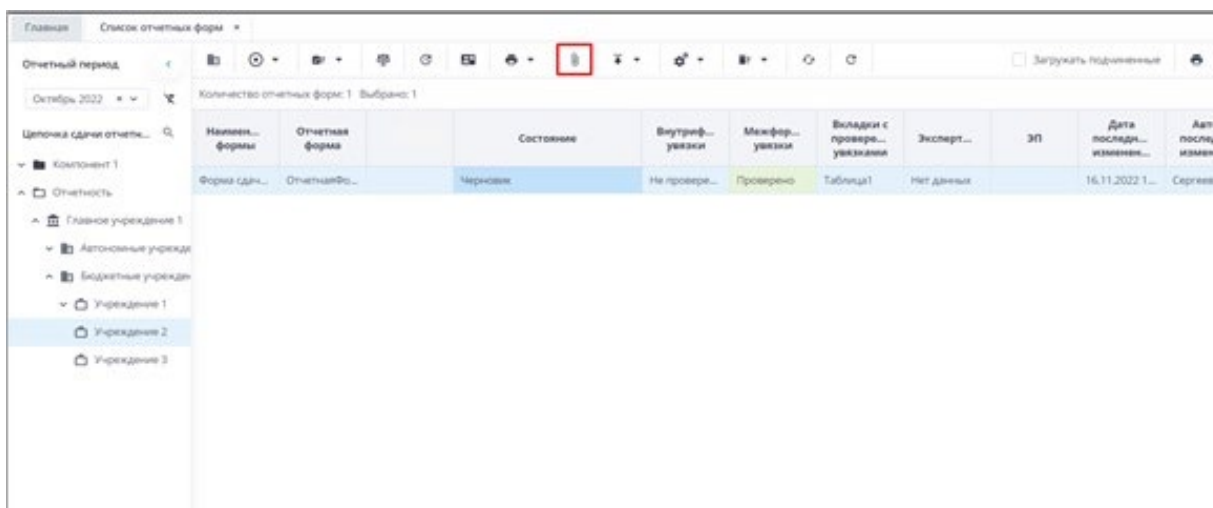 Главная Список отчетных форм ×
Отчетный период
Загружать подчиненные
Октябрь 2022
Количество отчетных форм: 1 Выбрано: 1
Цепочка сдачи отчетн...
Наимен... формы
Отчетная форма
Состояние
Внутриф... увязки
Межфор... увязки
Вкладки с провере... увязками
Эксперт...
ЭП
Дата последн... изменен...
Авт
послед
измен
Компонент 1
Форма сдач... ОтчетнаяФо... Черновик Не провере... Проверено Таблица1 Нет данных 16.11.2022 1... Сергеев
Отчетность
Главное учреждение 1
Автономные учрежде
Бюджетные учрежден
Учреждение 1
Учреждение 2
Учреждение 3